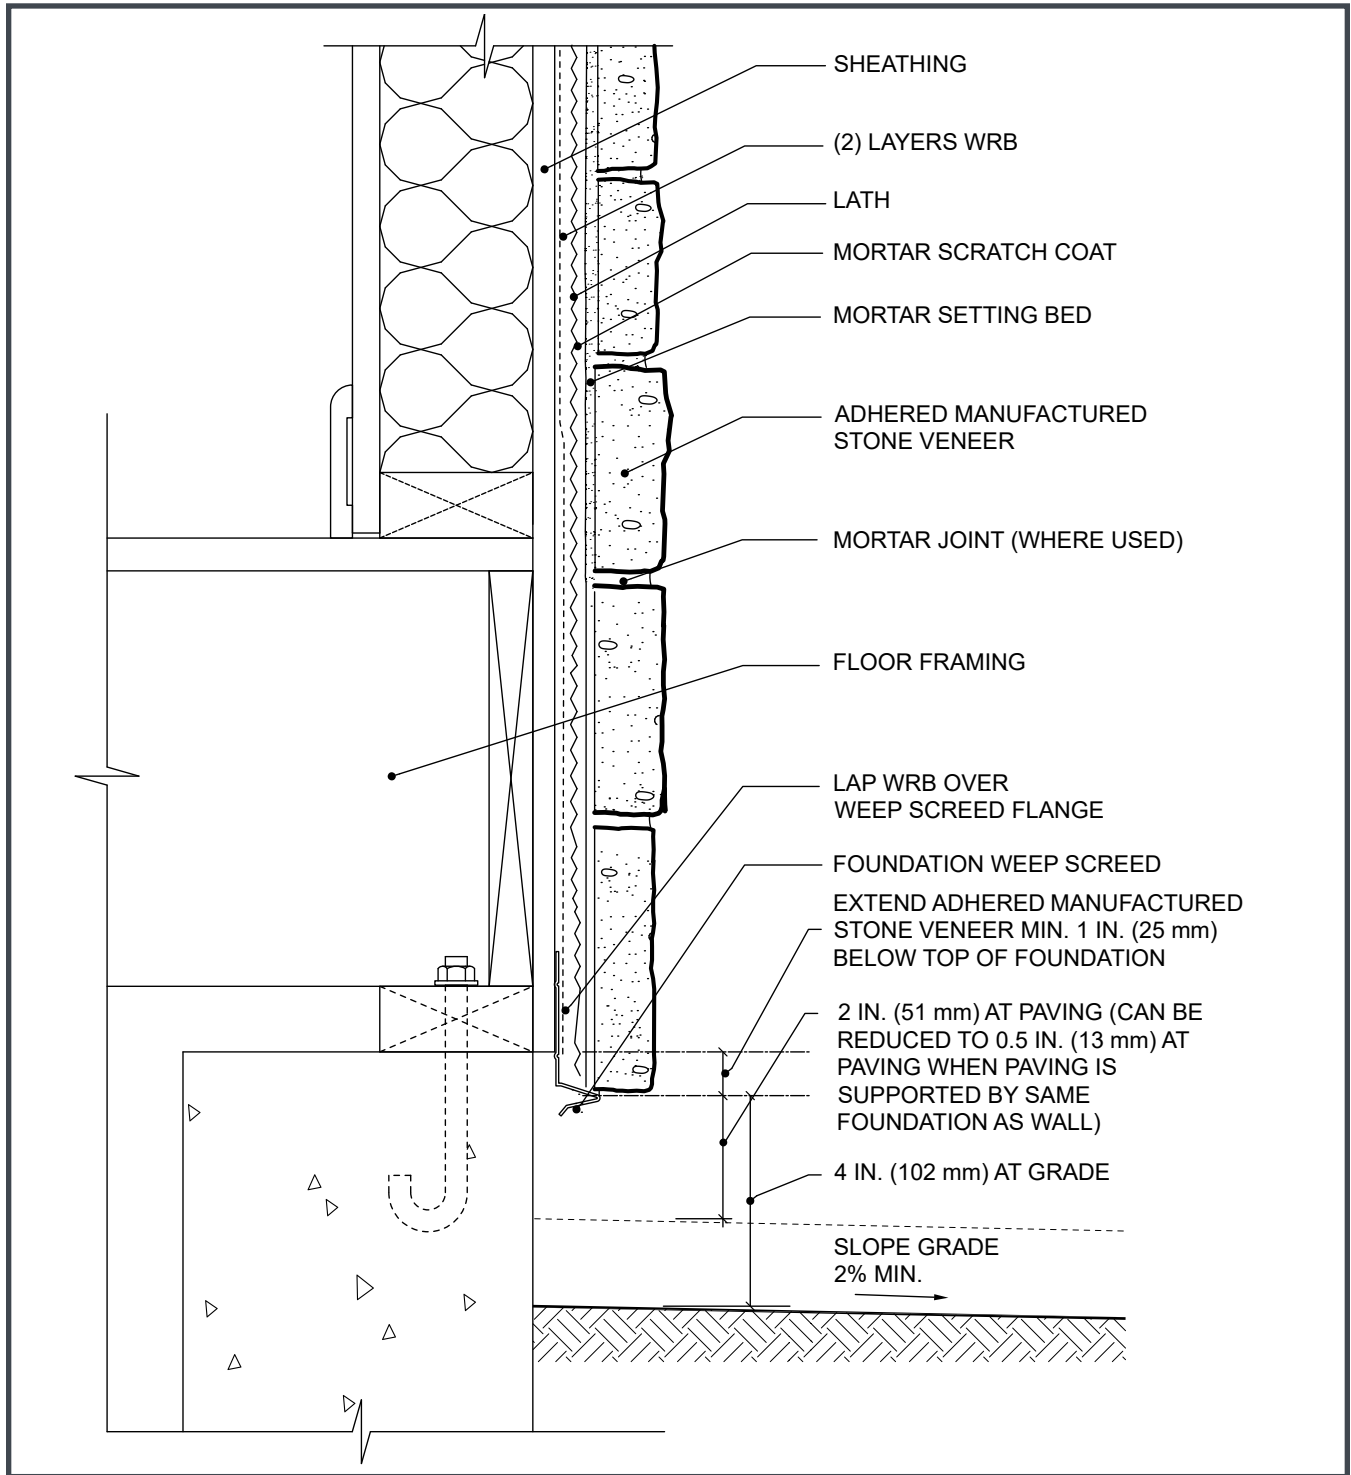 SHEATHING
(2) LAYERS WRB
LATH
MORTAR SCRATCH COAT
MORTAR SETTING BED
ADHERED MANUFACTURED
STONE VENEER
MORTAR JOINT (WHERE USED)
FLOOR FRAMING
LAP WRB OVER
WEEP SCREED FLANGE
FOUNDATION WEEP SCREED
EXTEND ADHERED MANUFACTURED
STONE VENEER MIN. 1 IN. (25 mm)
BELOW TOP OF FOUNDATION
2 IN. (51 mm) AT PAVING (CAN BE
REDUCED TO 0.5 IN. (13 mm) AT
PAVING WHEN PAVING IS
SUPPORTED BY SAME
FOUNDATION AS WALL)
4 IN. (102 mm) AT GRADE
SLOPE GRADE
2% MIN.